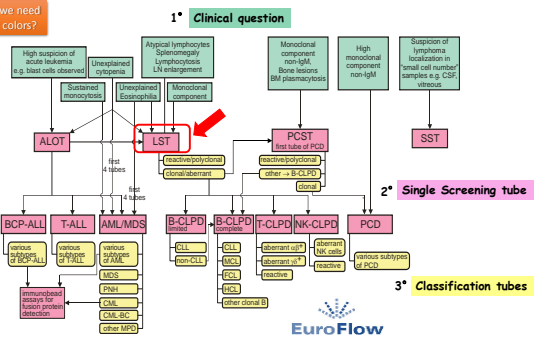 we need
colors?
1° Clinical question
High suspicion of
acute leukemia
e.g. blast cells observed
Unexplained
cytopenia
Atypical lymphocytes
Splenomegaly
Lymphocytosis
LN enlargement
Monoclonal
component
non-IgM
Bone lesions
BM plasmacytosis
High
monoclonal
component
non-IgM
Suspicion of
lymphoma
localization in
"small cell number"
samples e.g. CSF,
vitreous
Sustained
monocytosis
Unexplained
Eosinophilia
Monoclonal
component
ALOT
LST
PCST
first tube of PCD
SST
first
4 tubes
reactive/polyclonal
clonal/aberrant
reactive/polyclonal
other → B-CLPD
clonal
first
4 tubes
2° Single Screening tube
BCP-ALL
T-ALL
AML/MDS
B-CLPD
limited
B-CLPD
complete
T-CLPD
NK-CLPD
PCD
various
subtypes
of BCP-ALL
various
subtypes
of T-ALL
various
subtypes
of AML
MDS
PNH
CML
CML-BC
other MPD
immunobead
assays for
fusion protein
detection
CLL
non-CLL
CLL
MCL
FCL
HCL
other clonal B
aberrant αβ+
aberrant γδ+
reactive
aberrant
NK cells
reactive
various subtypes
of PCD
3° Classification tubes
EuroFlow